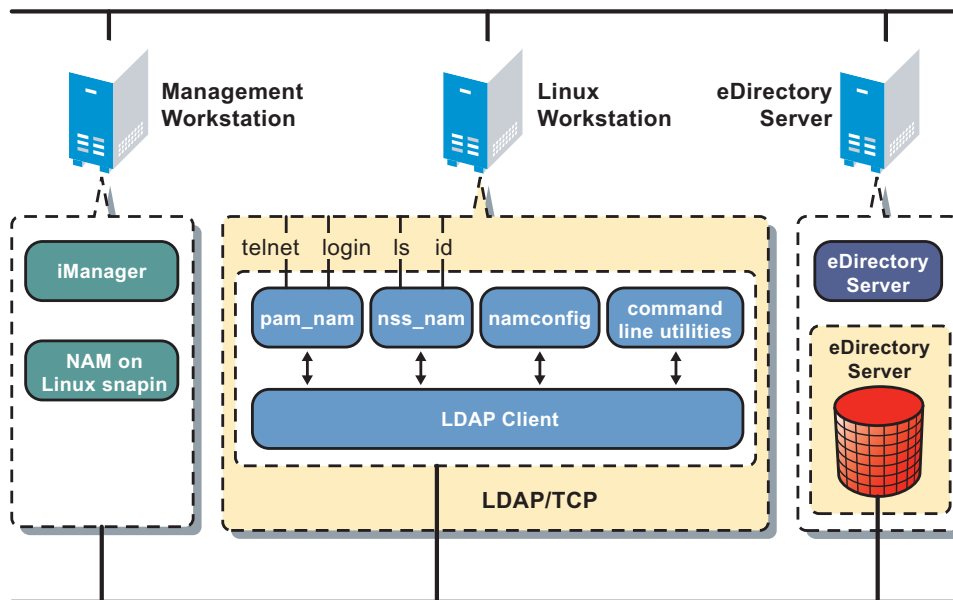 Management
Workstation
Linux
Workstation
eDirectory
Server
iManager
NAM on
Linux snapin
telnet
login
ls
id
pam_nam
nss_nam
namconfig
command
line utilities
LDAP Client
LDAP/TCP
eDirectory
Server
eDirectory
Server